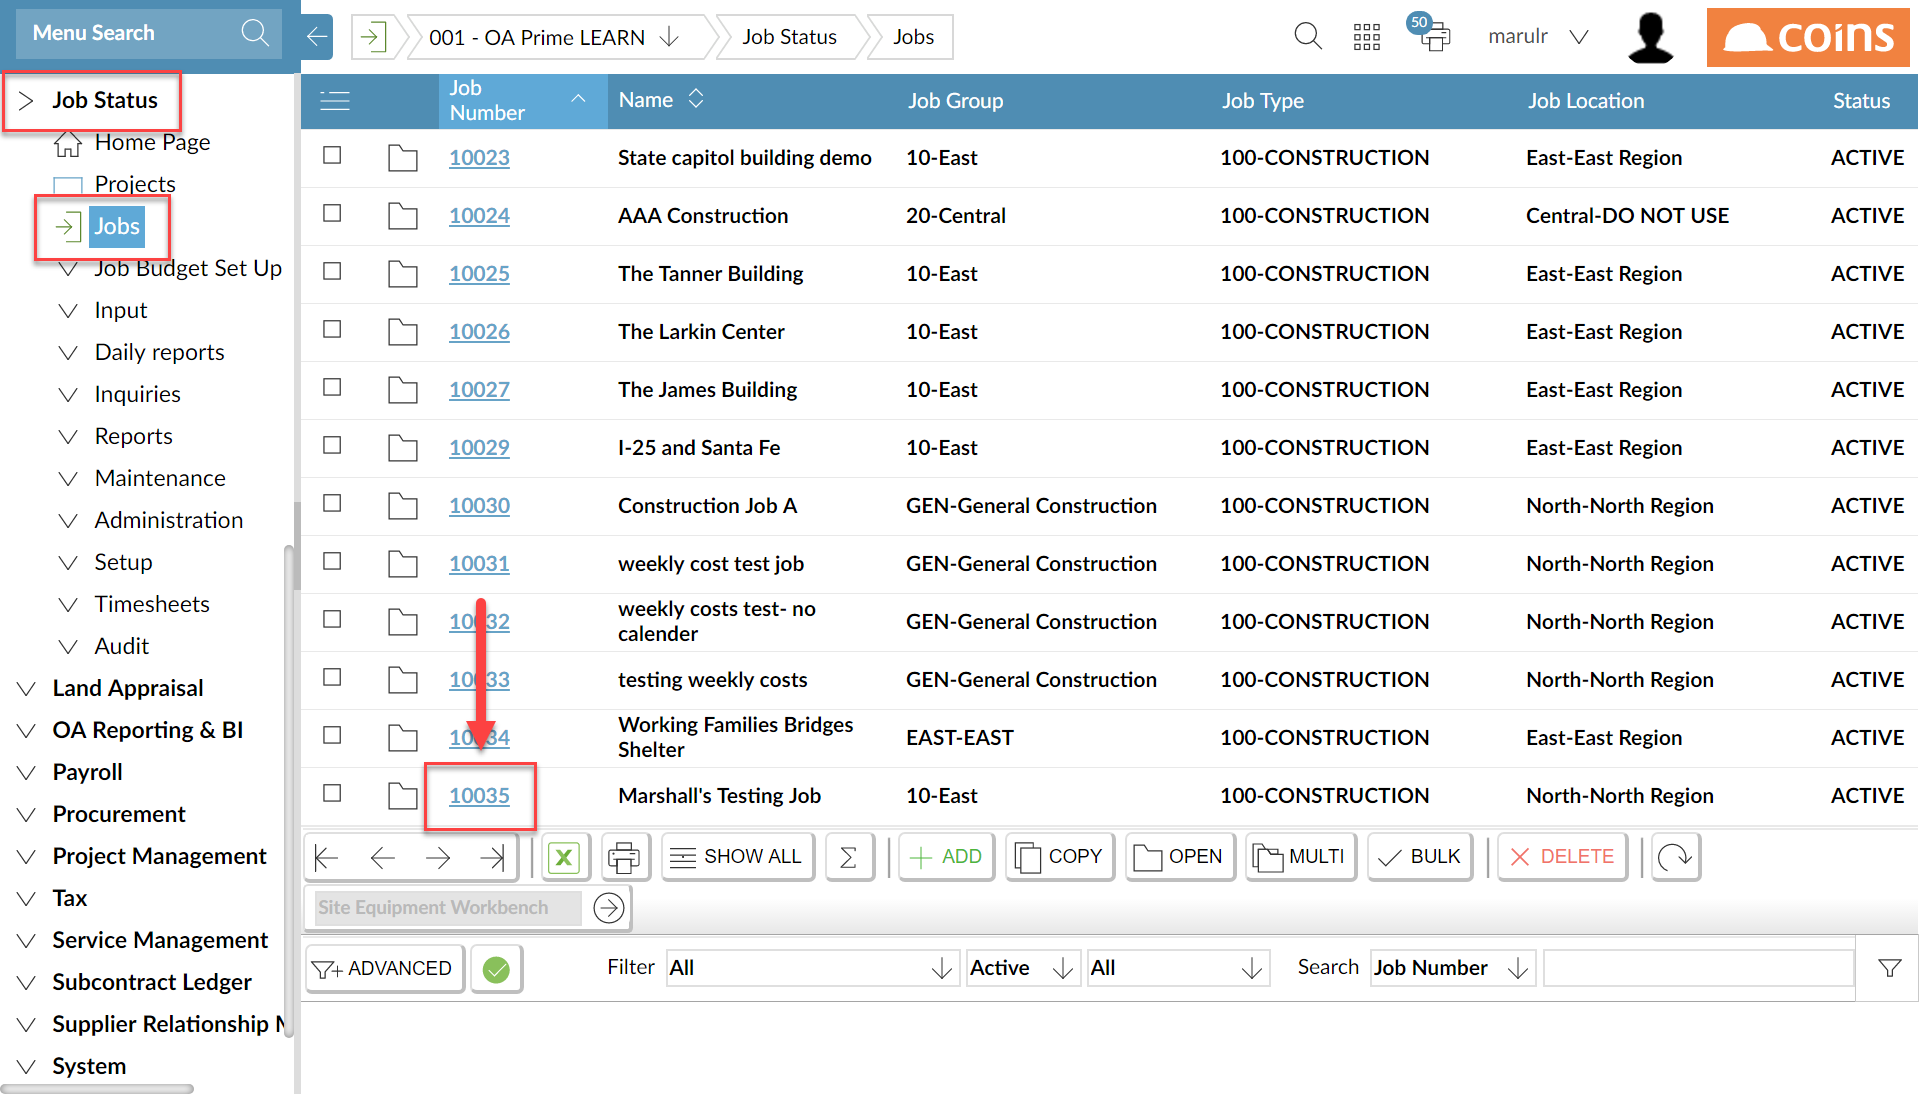 Menu Search
001 - OA Prime LEARN
Job Status
Jobs
50
marulr
coins
Job Status
Home Page
Projects
Jobs
Job Budget Set Up
Input
Daily reports
Inquiries
Reports
Maintenance
Administration
Setup
Timesheets
Audit
Land Appraisal
OA Reporting & BI
Payroll
Procurement
Project Management
Tax
Service Management
Subcontract Ledger
Supplier Relationship M
System
Job Number Name Job Group Job Type Job Location Status
10023 State capitol building demo 10-East 100-CONSTRUCTION East-East Region ACTIVE
10024 AAA Construction 20-Central 100-CONSTRUCTION Central-DO NOT USE ACTIVE
10025 The Tanner Building 10-East 100-CONSTRUCTION East-East Region ACTIVE
10026 The Larkin Center 10-East 100-CONSTRUCTION East-East Region ACTIVE
10027 The James Building 10-East 100-CONSTRUCTION East-East Region ACTIVE
10029 I-25 and Santa Fe 10-East 100-CONSTRUCTION East-East Region ACTIVE
10030 Construction Job A GEN-General Construction 100-CONSTRUCTION North-North Region ACTIVE
10031 weekly cost test job GEN-General Construction 100-CONSTRUCTION North-North Region ACTIVE
10032 weekly costs test- no calender GEN-General Construction 100-CONSTRUCTION North-North Region ACTIVE
10033 testing weekly costs GEN-General Construction 100-CONSTRUCTION North-North Region ACTIVE
10034 Working Families Bridges Shelter EAST-EAST 100-CONSTRUCTION East-East Region ACTIVE
10035 Marshall's Testing Job 10-East 100-CONSTRUCTION North-North Region ACTIVE
X SHOW ALL Σ ADD COPY OPEN MULTI BULK DELETE
Site Equipment Workbench
ADVANCED Filter All Active All Search Job Number